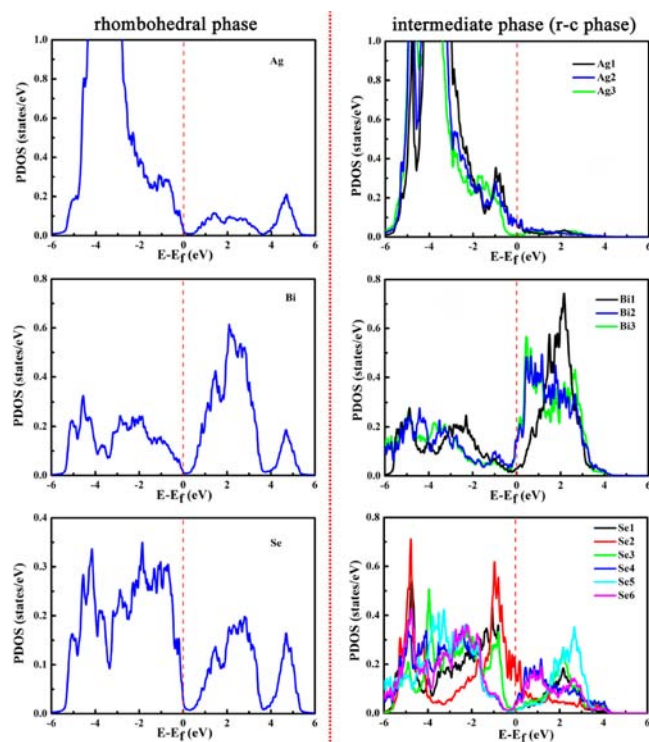 rhombohedral phase
intermediate phase (r-c phase)
PDOS (states/eV)
1.0
0.8
0.6
0.4
0.2
0.0
Ag
-6 -4 -2 0 2 4 6
E-Ef (eV)
PDOS (states/eV)
1.0
0.8
0.6
0.4
0.2
0.0
Ag1
Ag2
Ag3
-6 -4 -2 0 2 4 6
E-Ef (eV)
PDOS (states/eV)
0.8
0.6
0.4
0.2
0.0
Bi
-6 -4 -2 0 2 4 6
E-Ef (eV)
PDOS (states/eV)
0.8
0.6
0.4
0.2
0.0
Bi1
Bi2
Bi3
-6 -4 -2 0 2 4 6
E-Ef (eV)
PDOS (states/eV)
0.4
0.3
0.2
0.1
0.0
Se
-6 -4 -2 0 2 4 6
E-Ef (eV)
PDOS (states/eV)
0.8
0.6
0.4
0.2
0.0
Se1
Se2
Se3
Se4
Se5
Se6
-6 -4 -2 0 2 4 6
E-Ef (eV)